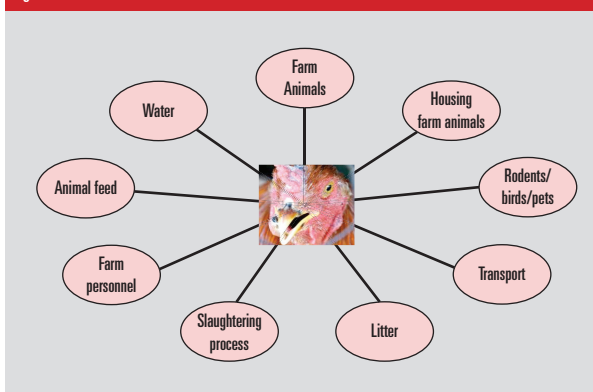 Farm
Animals
Housing
farm animals
Water
Rodents/
birds/pets
Animal feed
Farm
personnel
Transport
Slaughtering
process
Litter